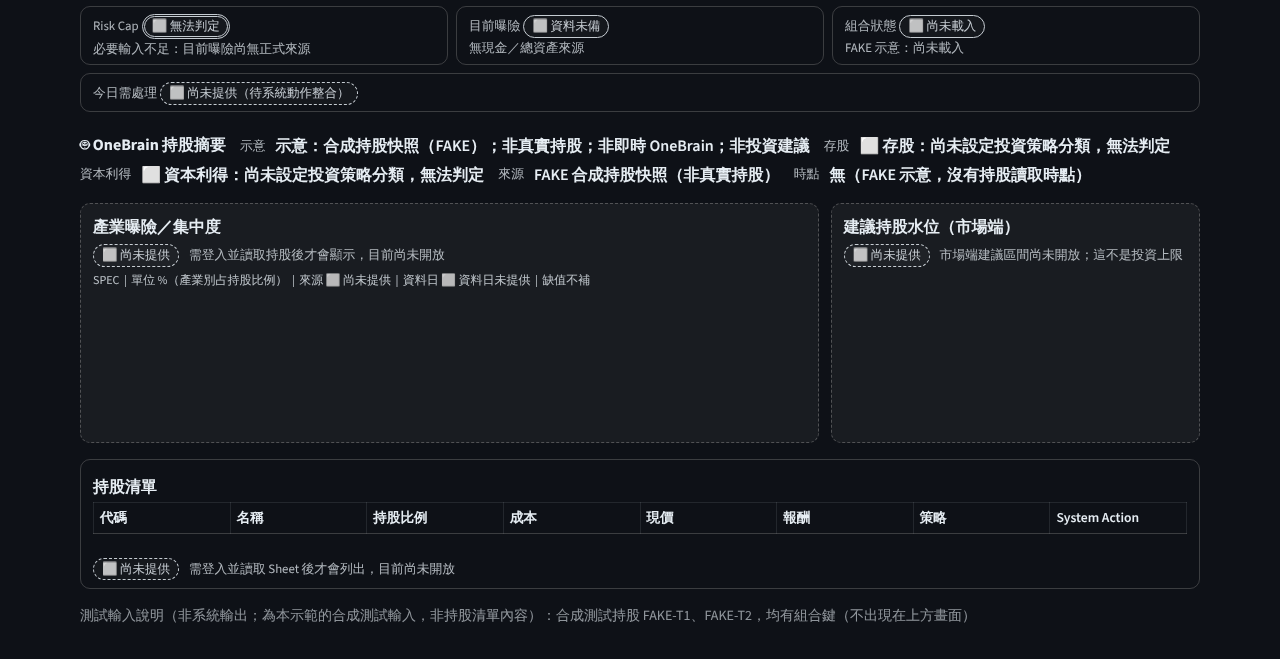 Risk Cap ⬜ 無法判定
必要輸入不足：目前曝險尚無正式來源
目前曝險 ⬜ 資料未備
無現金／總資產來源
組合狀態 ⬜ 尚未載入
FAKE 示意：尚未載入
今日需處理 ⬜ 尚未提供（待系統動作整合）
OneBrain 持股摘要 示意 示意：合成持股快照（FAKE）；非真實持股；非即時 OneBrain；非投資建議 存股 ⬜ 存股：尚未設定投資策略分類，無法判定
資本利得 ⬜ 資本利得：尚未設定投資策略分類，無法判定 來源 FAKE 合成持股快照（非真實持股） 時點 無（FAKE 示意，沒有持股讀取時點）
產業曝險／集中度
⬜ 尚未提供 需登入並讀取持股後才會顯示，目前尚未開放
SPEC｜單位 %（產業別占持股比例）｜來源 ⬜ 尚未提供｜資料日 ⬜ 資料日未提供｜缺值不補
建議持股水位（市場端）
⬜ 尚未提供 市場端建議區間尚未開放；這不是投資上限
持股清單
代碼 名稱 持股比例 成本 現價 報酬 策略 System Action
⬜ 尚未提供 需登入並讀取 Sheet 後才會列出，目前尚未開放
測試輸入說明（非系統輸出；為本示範的合成測試輸入，非持股清單內容）：合成測試持股 FAKE-T1、FAKE-T2，均有組合鍵（不出現在上方畫面）